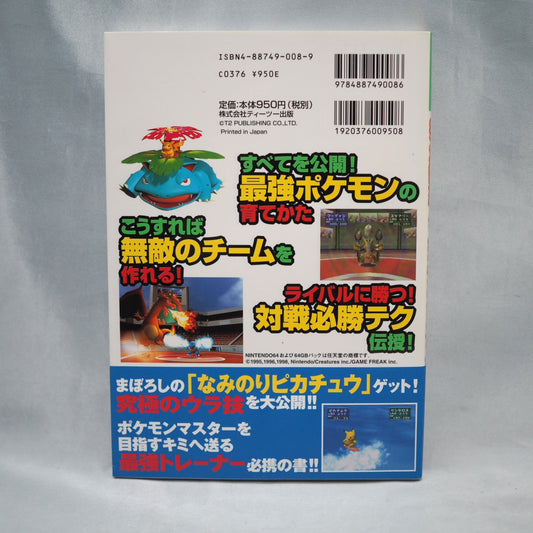 ISBN4-88749-008-9
C0376 ¥950E
9784887490086
定価:本体950円(税別)
株式会社ティーツー出版
©T2 PUBLISHING CO.,LTD.
Printed in Japan
1920376009508
すべてを公開!
最強ポケモンの
育てかた
こうすれば
無敵のチームを
作れる!
ライバルに勝つ!
対戦必勝テク
伝授!
NINTENDO64および64GBパックは任天堂の商標です。
©1995,1996,1998, Nintendo/Creatures inc./GAME FREAK inc.
まぼろしの「なみのりピカチュウ」ゲット!
究極のウラ技を大公開!!
ポケモンマスターを
目指すキミへ送る
最強トレーナー必携の書!!